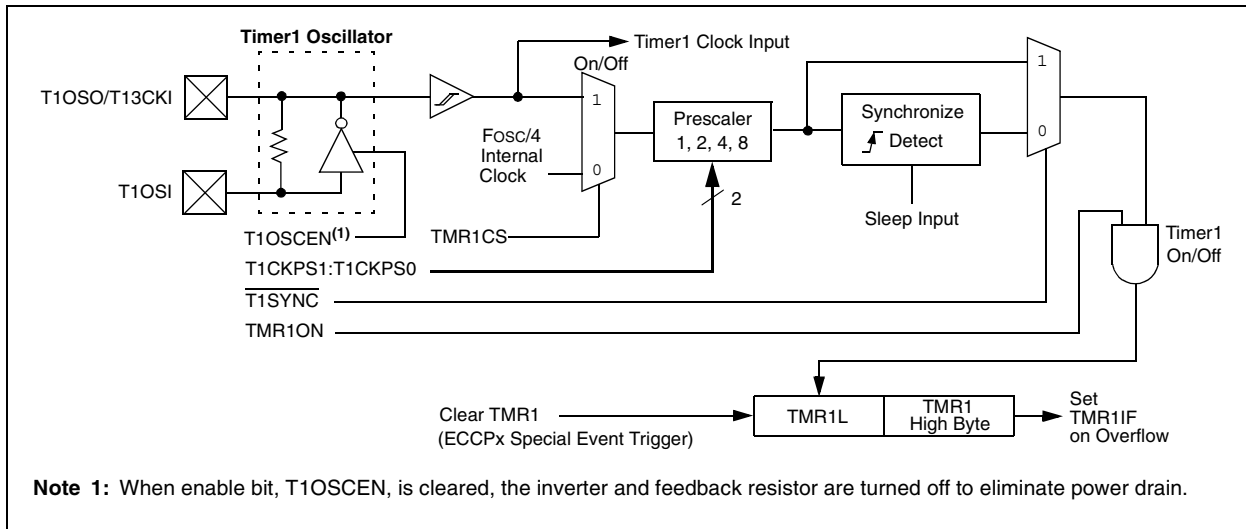 Timer1 Oscillator
Timer1 Clock Input
On/Off
T1OSO/T13CKI
1
1
Prescaler
1, 2, 4, 8
Synchronize
Detect
FOSC/4
Internal
Clock
0
0
T1OSI
2
Sleep Input
T1OSCEN(1)
TMR1CS
Timer1
On/Off
T1CKPS1:T1CKPS0
T1SYNC
TMR1ON
Clear TMR1
(ECCPx Special Event Trigger)
TMR1L
TMR1
High Byte
Set
TMR1IF
on Overflow
Note 1: When enable bit, T1OSCEN, is cleared, the inverter and feedback resistor are turned off to eliminate power drain.